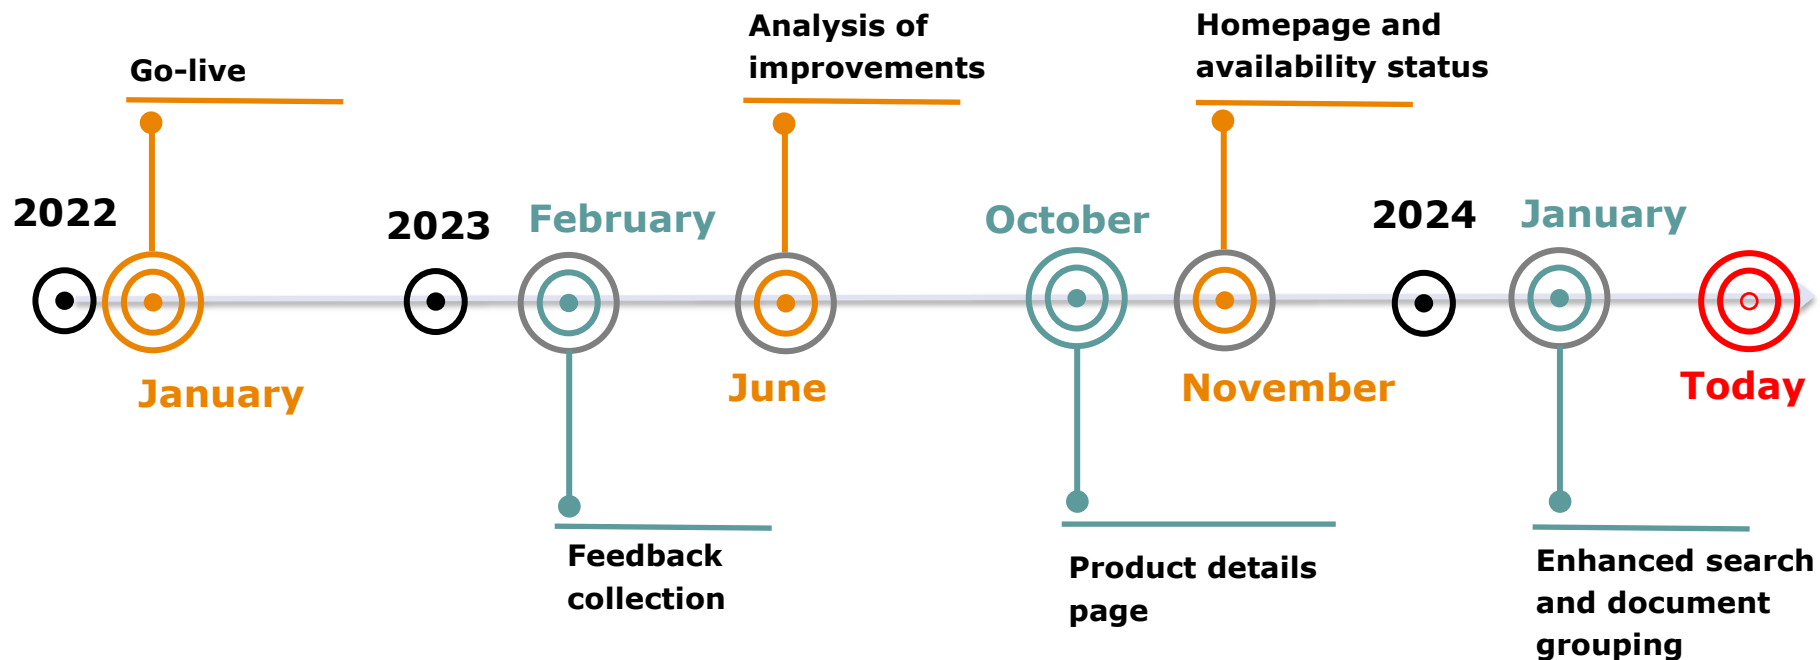 Go-live
Analysis of
improvements
Homepage and
availability status
2022
2023
February
October
2024
January
January
June
November
Today
Feedback
collection
Product details
page
Enhanced search
and document
grouping